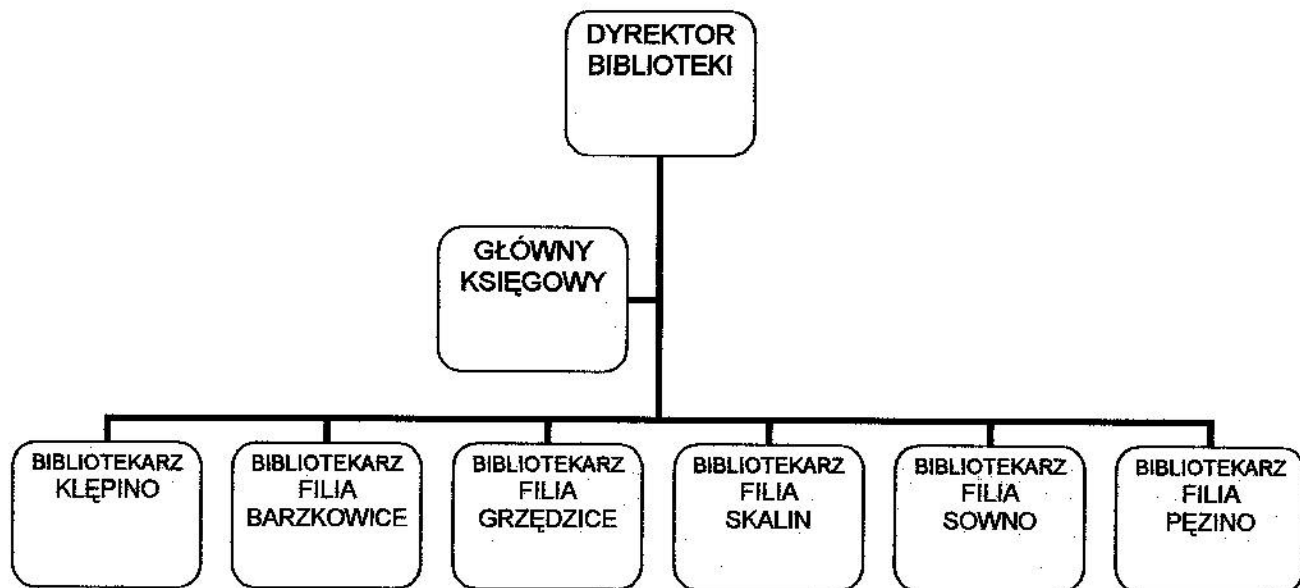 DYREKTOR
BIBLIOTEKI
GŁÓWNY
KSIĘGOWY
BIBLIOTEKARZ
KLĘPINO
BIBLIOTEKARZ
FILIA
BARZKOWICE
BIBLIOTEKARZ
FILIA
GRZĘDZICE
BIBLIOTEKARZ
FILIA
SKALIN
BIBLIOTEKARZ
FILIA
SOWNO
BIBLIOTEKARZ
FILIA
PĘZINO